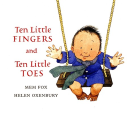 Ten Little
FINGERS
and
Ten Little
TOES
MEM FOX
HELEN OXENBURY